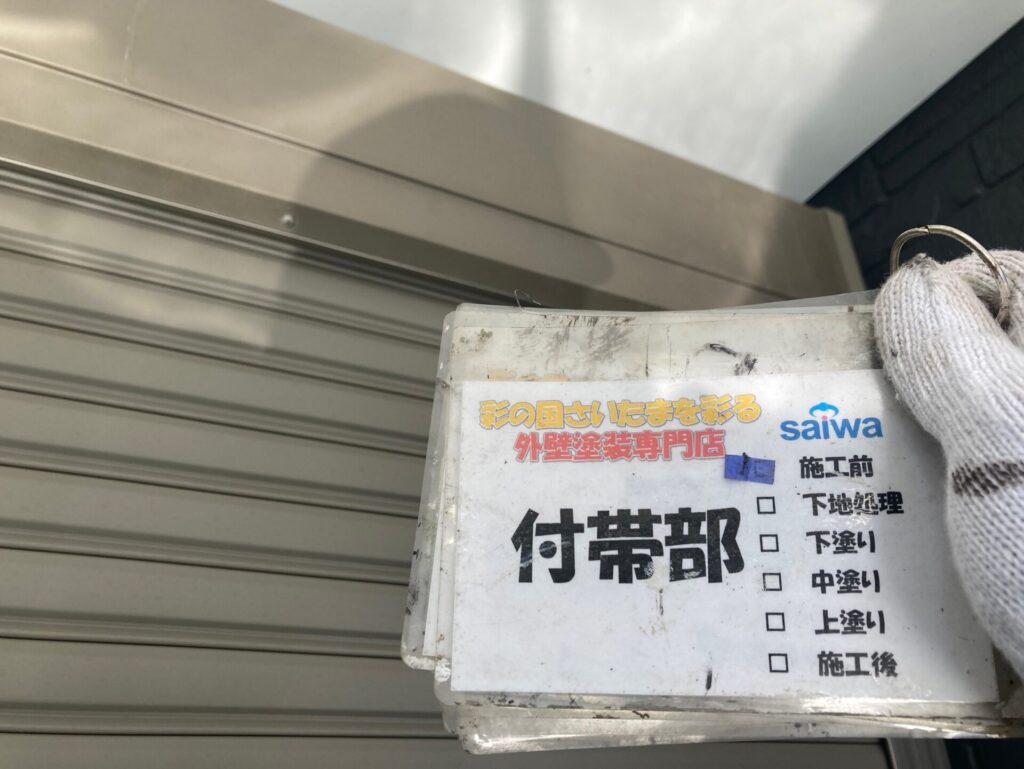 彩の国さいたまを彩る
外壁塗装専門店
saiwa
付帯部
施工前
□ 下地処理
□ 下塗り
□ 中塗り
□ 上塗り
□ 施工後